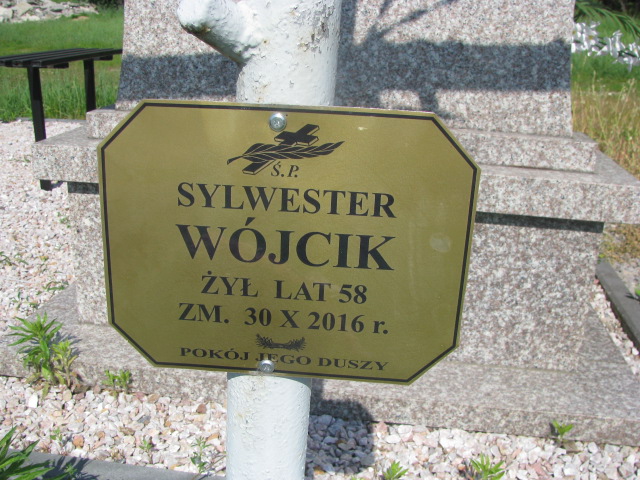 Ś.P.
SYLWESTER
WÓJCIK
ŻYŁ LAT 58
ZM. 30 X 2016 r.
POKÓJ JEGO DUSZY